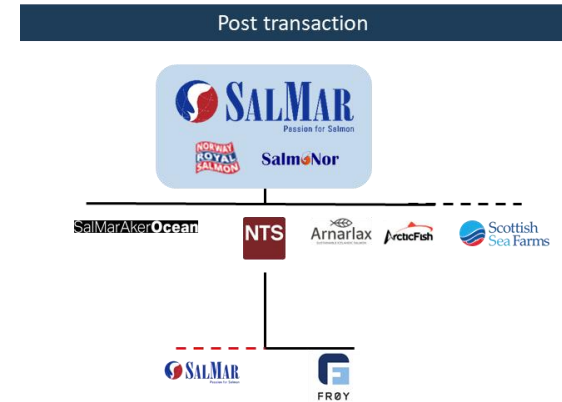 Post transaction
SALMAR
Passion for Salmon
NORWAY
ROYAL
SALMON
SalmoNor
SalMarAkerOcean
NTS
Arnarlax
SUSTAINABLE ICELANDIC SALMON
ArcticFish
Scottish
Sea Farms
SALMAR
Passion for Salmon
FRØY